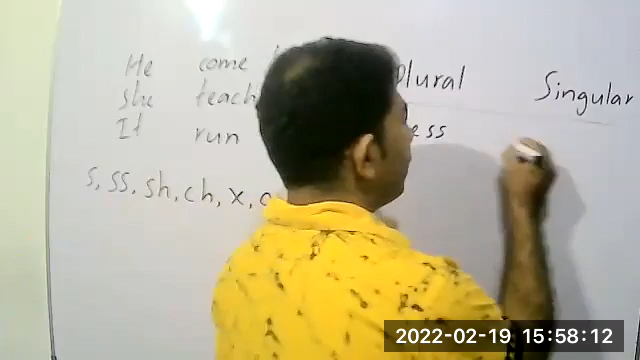 He come Plural Singular
She teach
It run ess
s, ss, sh, ch, x, o
2022-02-19 15:58:12